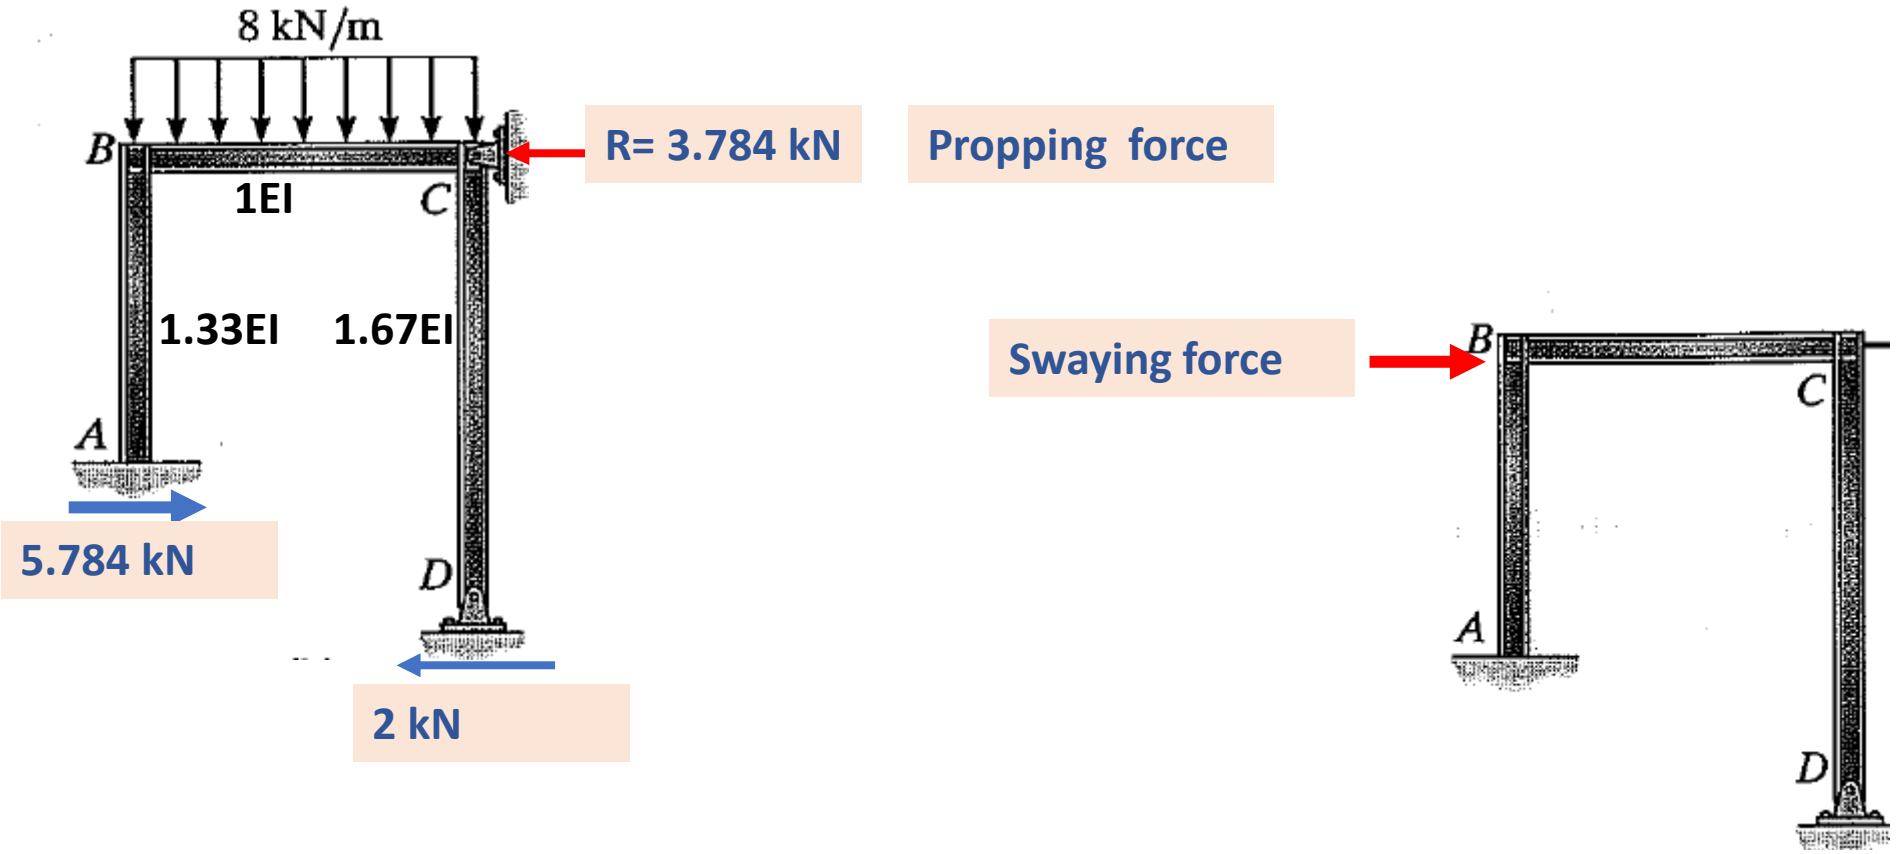 8 kN/m
B
R= 3.784 kN
Propping force
1EI
C
1.33EI
1.67EI
A
5.784 kN
D
2 kN
Swaying force
B
C
A
D